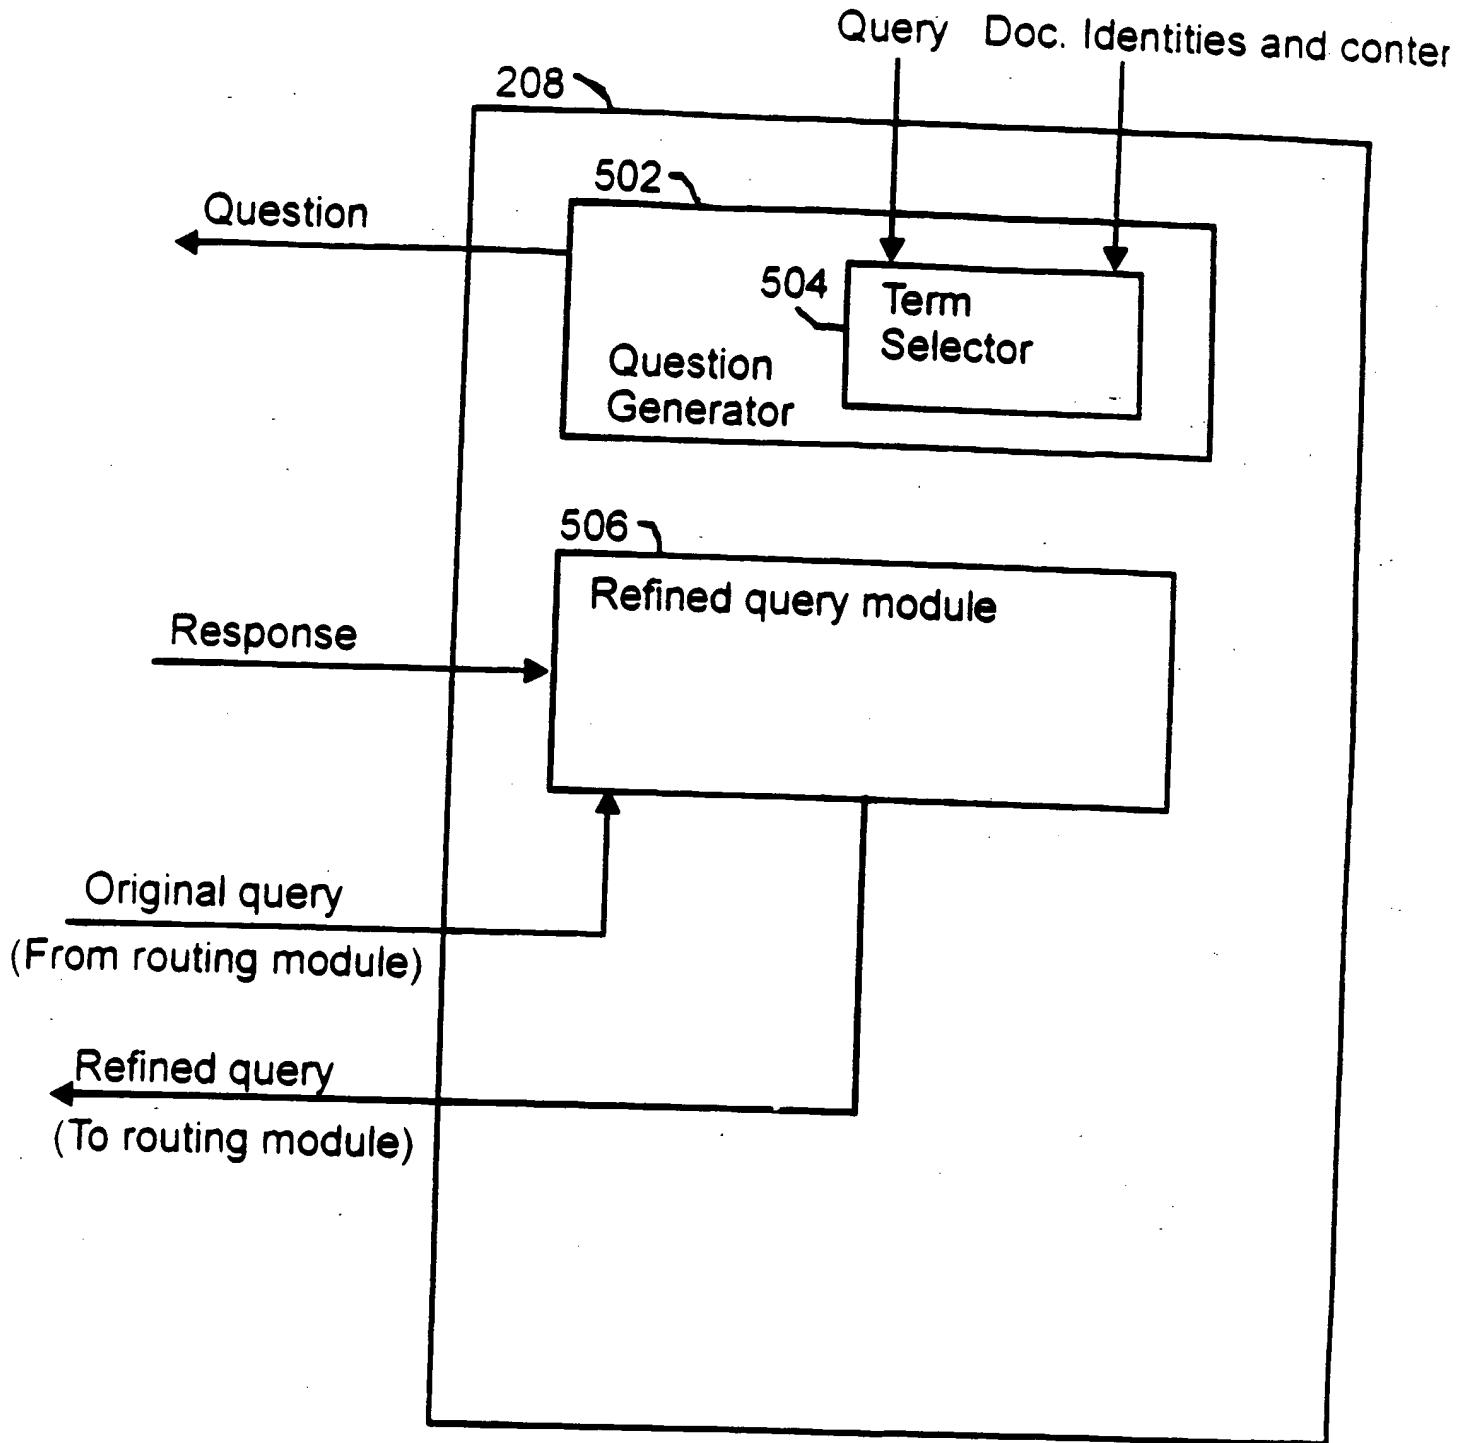 Query Doc. Identities and conter
208
502
Question
504
Term
Selector
Question
Generator
506
Refined query module
Response
Original query
(From routing module)
Refined query
(To routing module)